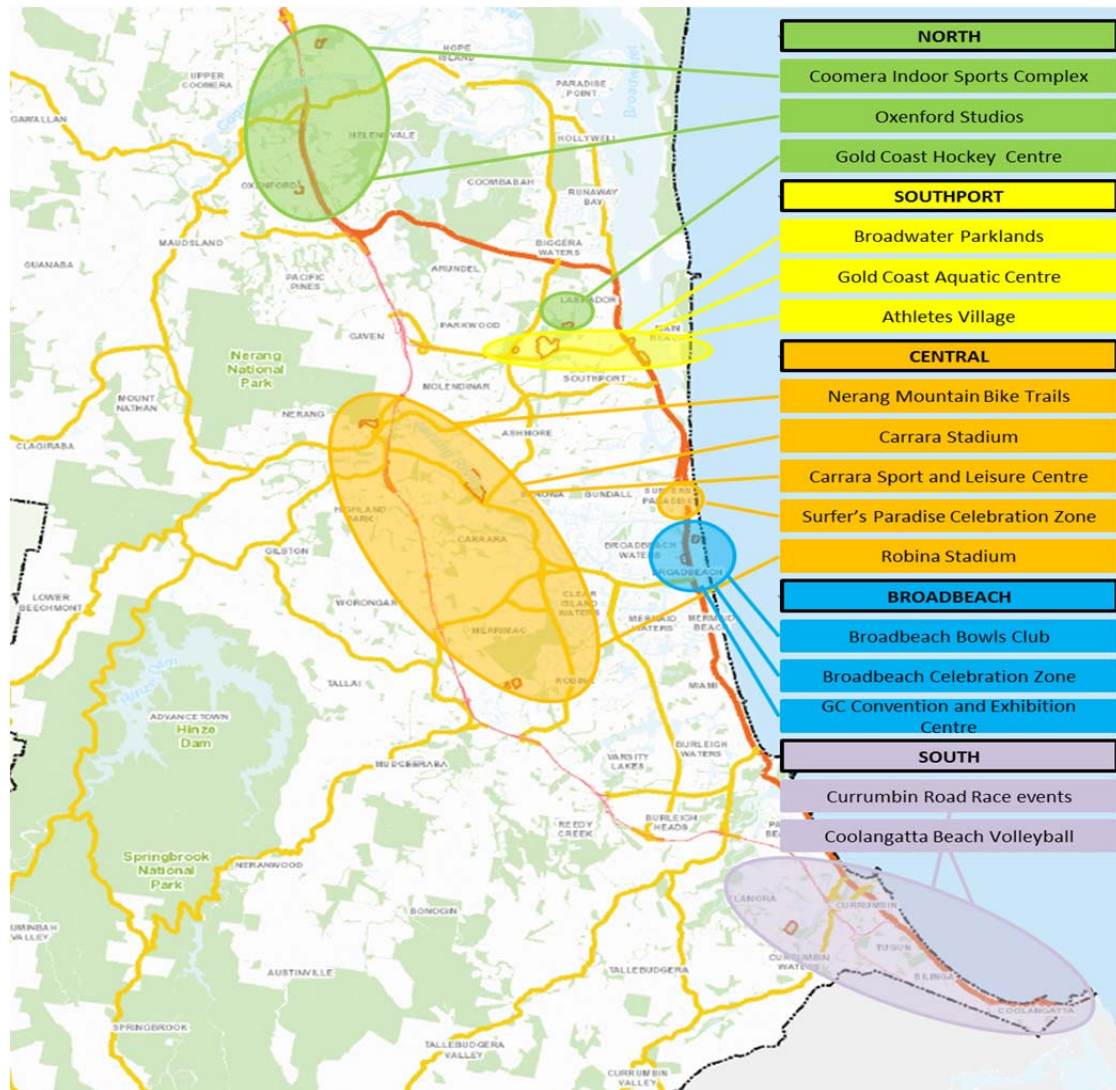 NORTH
Coomera Indoor Sports Complex
Oxenford Studios
Gold Coast Hockey Centre
SOUTHPORT
Broadwater Parklands
Gold Coast Aquatic Centre
Athletes Village
CENTRAL
Nerang Mountain Bike Trails
Carrara Stadium
Carrara Sport and Leisure Centre
Surfer's Paradise Celebration Zone
Robina Stadium
BROADBEACH
Broadbeach Bowls Club
Broadbeach Celebration Zone
GC Convention and Exhibition
Centre
SOUTH
Currumbin Road Race events
Coolangatta Beach Volleyball
HOPE
ISLAND
UPPER
COOMERA
PARADISE
POINT
Broadwater
GAWALLAN
HELENSVALE
HOLLYWELL
OXENFORD
COOMBABAH
RUNAWAY
BAY
MAUDSLAND
BIGGERA
WATERS
GUANABA
PACIFIC
PINES
ARUNDEL
LABRADOR
PARKWOOD
GAVEN
MAIN
Nerang
National
Park
MOLENDINAR
SOUTHPORT
MOUNT
NATHAN
NERANG
ASHMORE
CLAGIRABA
BUNDALL
SURFERS
PARADISE
HIGHLAND
PARK
CARRARA
BROADBEACH
WATERS
BROADBEACH
GILSTON
LOWER
BEECHMONT
CLEAR
ISLAND
WATERS
MERRIMAC
MERMAID
WATERS
MERMAID
BEACH
TALLAI
ROBINA
MIAMI
Hinze Dam
ADVANCETOWN
Hinze
Dam
MUDGEERABA
VARSITY
LAKES
BURLEIGH
WATERS
REEDY
CREEK
BURLEIGH
HEADS
Springbrook
National
Park
NERANWOOD
BONOGIN
ELANORA
CURRUMBIN
TUGUN
CURRUMBIN
WATERS
BILINGA
COOLANGATTA
AUSTINVILLE
TALLEBUDGERA
SPRINGBROOK
TALLEBUDGERA
VALLEY
CURRUMBIN
VALLEY